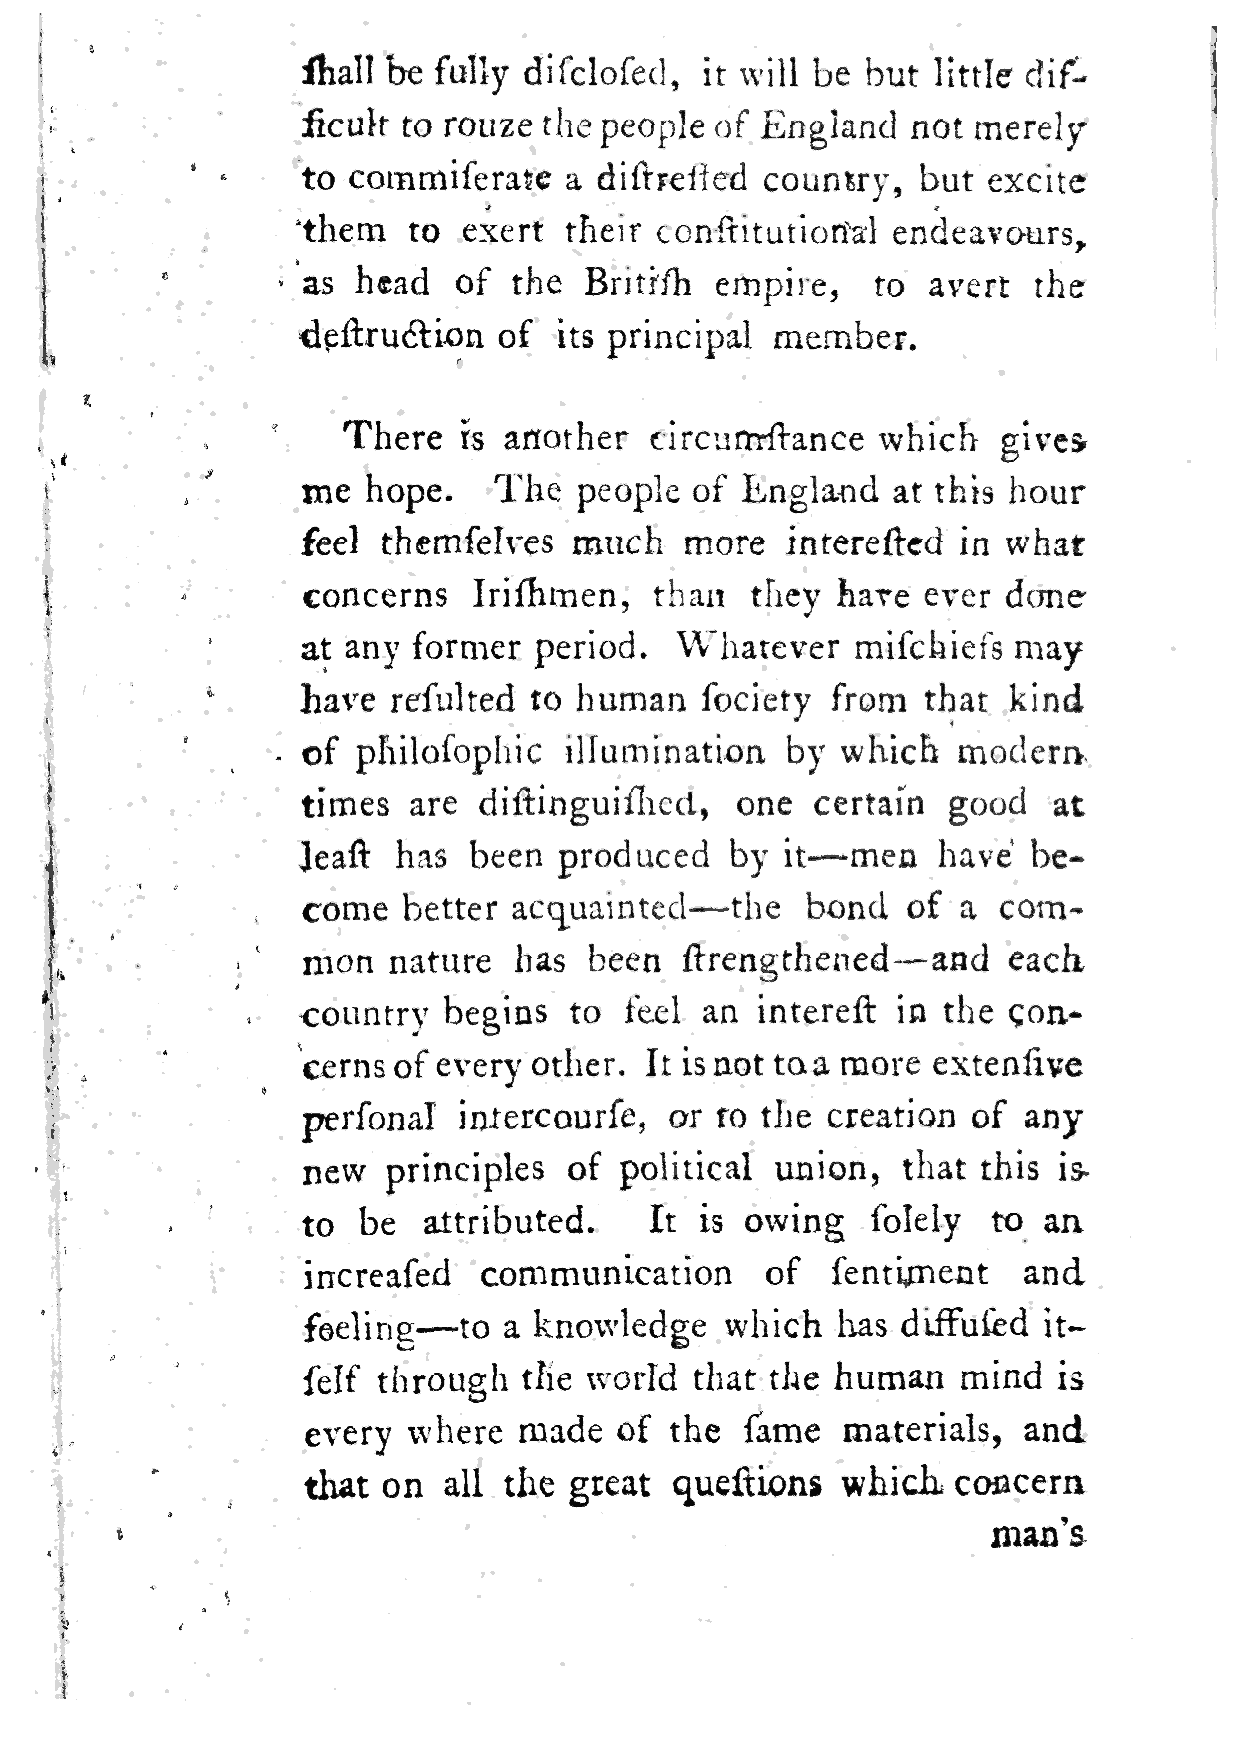 ſhall be fully diſcloſed, it will be but little diſ-
ficult to rouze the people of England not merely
to commiſerate a diſtreſſed country, but excite
them to exert their conſtitutional endeavours,
as head of the Britiſh empire, to avert the
deſtruction of its principal member.
There is another circumſtance which gives
me hope. The people of England at this hour
feel themſelves much more intereſted in what
concerns Iriſhmen, than they have ever done
at any former period. Whatever miſchiefs may
have reſulted to human ſociety from that kind
of philoſophic illumination by which modern
times are diſtinguiſhed, one certain good at
leaſt has been produced by it—men have be-
come better acquainted—the bond of a com-
mon nature has been ſtrengthened—and each
country begins to feel an intereſt in the con-
cerns of every other. It is not to a more extenſive
perſonal intercourſe, or to the creation of any
new principles of political union, that this is
to be attributed. It is owing ſolely to an
increaſed communication of ſentiment and
feeling—to a knowledge which has diffuſed it-
ſelf through the world that the human mind is
every where made of the ſame materials, and
that on all the great queſtions which concern
man's